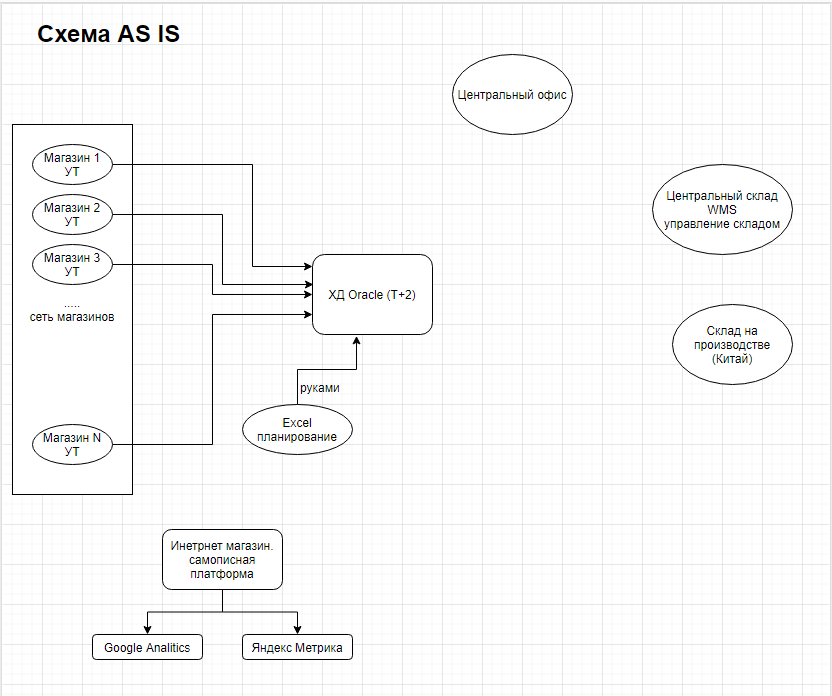 Схема AS IS
Центральный офис
Магазин 1
УТ
Магазин 2
УТ
Магазин 3
УТ
.....
сеть магазинов
Магазин N
УТ
ХД Oracle (T+2)
руками
Excel
планирование
Центральный склад
WMS
управление складом
Склад на
производстве
(Китай)
Инетрнет магазин.
самописная
платформа
Google Analitics
Яндекс Метрика